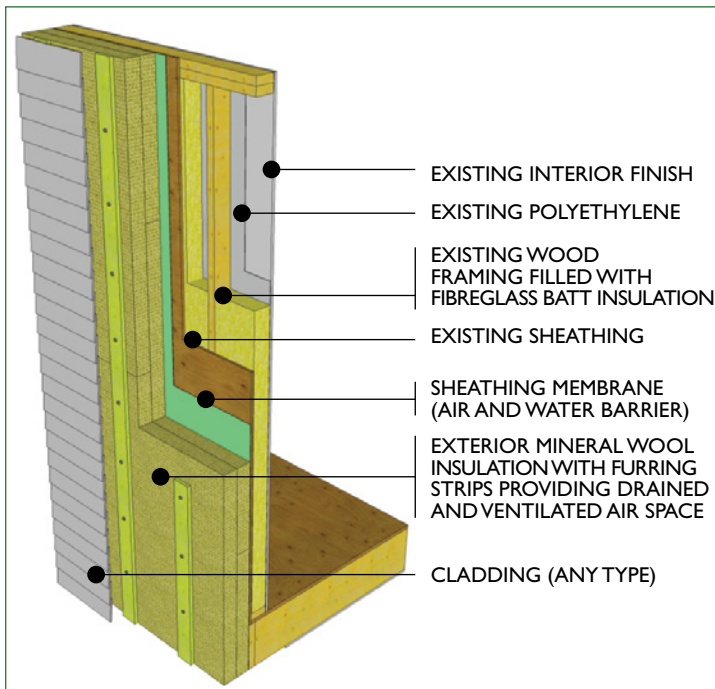 EXISTING INTERIOR FINISH
EXISTING POLYETHYLENE
EXISTING WOOD
FRAMING FILLED WITH
FIBREGLASS BATT INSULATION
EXISTING SHEATHING
SHEATHING MEMBRANE
(AIR AND WATER BARRIER)
EXTERIOR MINERAL WOOL
INSULATION WITH FURRING
STRIPS PROVIDING DRAINED
AND VENTILATED AIR SPACE
CLADDING (ANY TYPE)